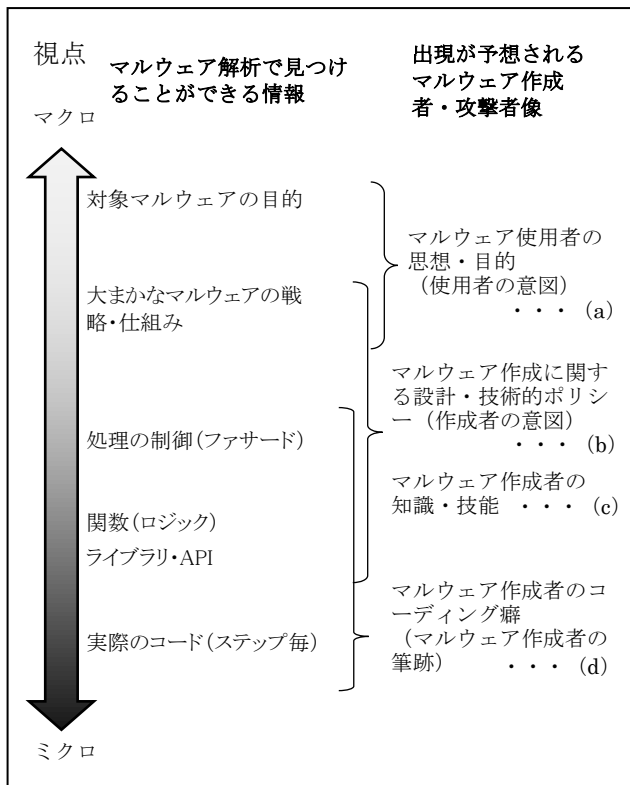 視点
マルウェア解析で見つけ
ることができる情報
出現が予想される
マルウェア作成
者・攻撃者像
マクロ
対象マルウェアの目的
大まかなマルウェアの戦
略・仕組み
処理の制御(ファサード)
関数(ロジック)
ライブラリ・API
実際のコード(ステップ毎)
マルウェア使用者の
思想・目的
(使用者の意図)
・・・ (a)
マルウェア作成に関す
る設計・技術的ポリシ
ー(作成者の意図)
・・・ (b)
マルウェア作成者の
知識・技能 ・・・ (c)
マルウェア作成者のコ
ーディング癖
(マルウェア作成者の
筆跡) ・・・ (d)
ミクロ